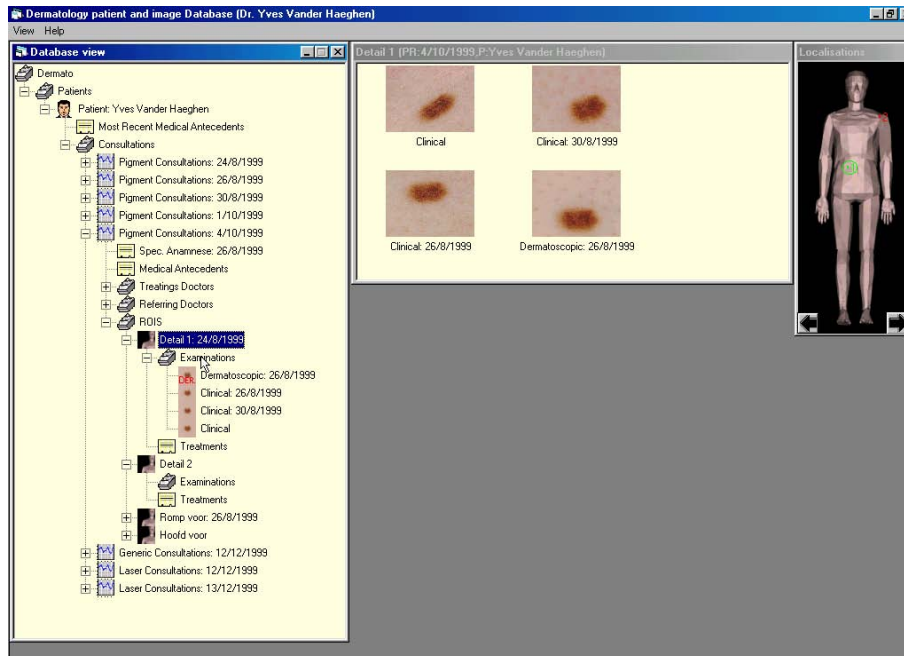 Dermatology patient and image Database (Dr. Yves Vander Haeghen)
View Help
Database view
Dermato
Patients
Patient: Yves Vander Haeghen
Most Recent Medical Antecedents
Consultations
Pigment Consultations: 24/8/1999
Pigment Consultations: 26/8/1999
Pigment Consultations: 30/8/1999
Pigment Consultations: 1/10/1999
Pigment Consultations: 4/10/1999
Spec. Anamnese: 26/8/1999
Medical Antecedents
Treatings Doctors
Referring Doctors
ROIS
Detail 1: 24/8/1999
Examinations
DER. Dermatoscopic: 26/8/1999
Clinical: 26/8/1999
Clinical: 30/8/1999
Clinical
Treatments
Detail 2
Examinations
Treatments
Romp voor: 26/8/1999
Hoofd voor
Generic Consultations: 12/12/1999
Laser Consultations: 12/12/1999
Laser Consultations: 13/12/1999
Detail 1 (PR:4/10/1999,P:Yves Vander Haeghen)
Clinical
Clinical: 30/8/1999
Clinical: 26/8/1999
Dermatoscopic: 26/8/1999
Localisations